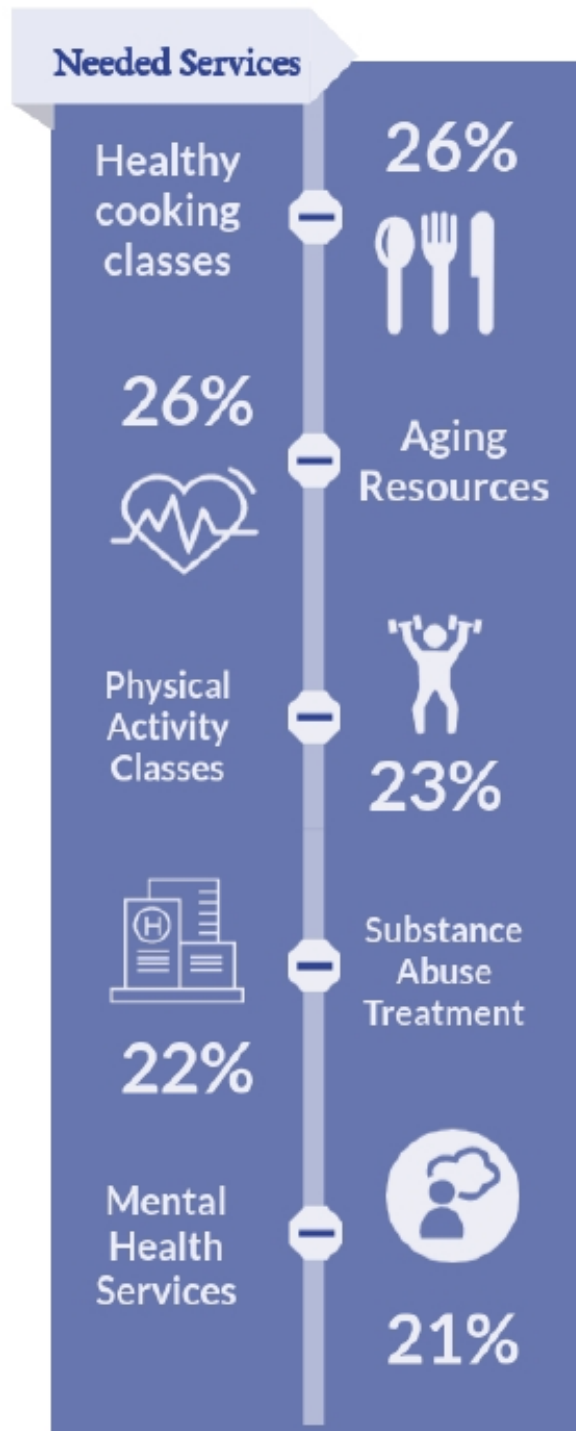 Needed Services
Healthy
cooking
classes
26%
26%
Aging
Resources
Physical
Activity
Classes
23%
H
22%
Substance
Abuse
Treatment
Mental
Health
Services
21%